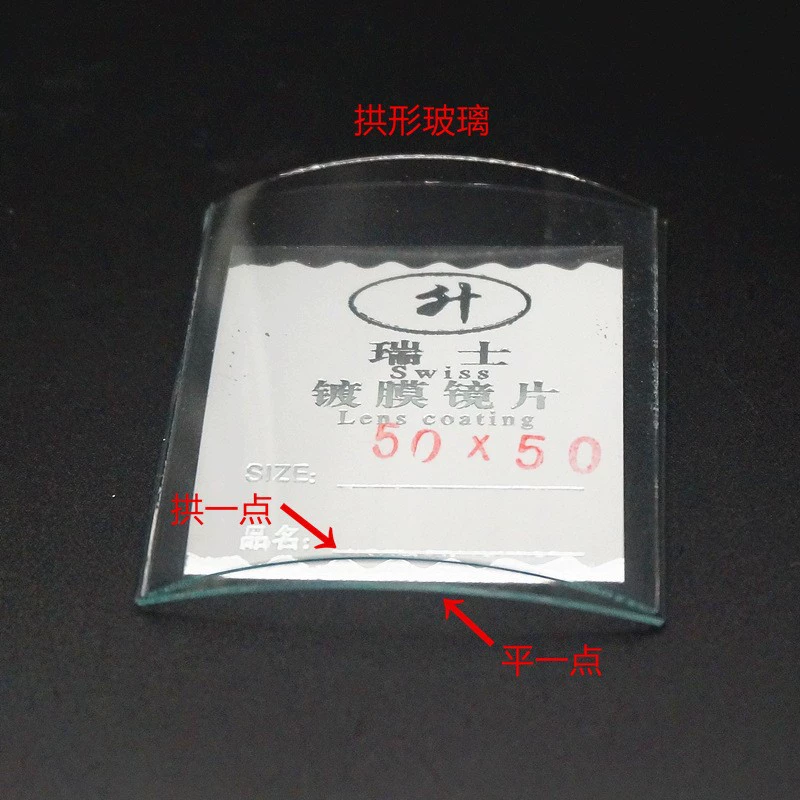 拱形玻璃
升
瑞士
Swiss
镀膜镜片
Lens coating
50 x 50
SIZE:
拱一点
品名:
平一点